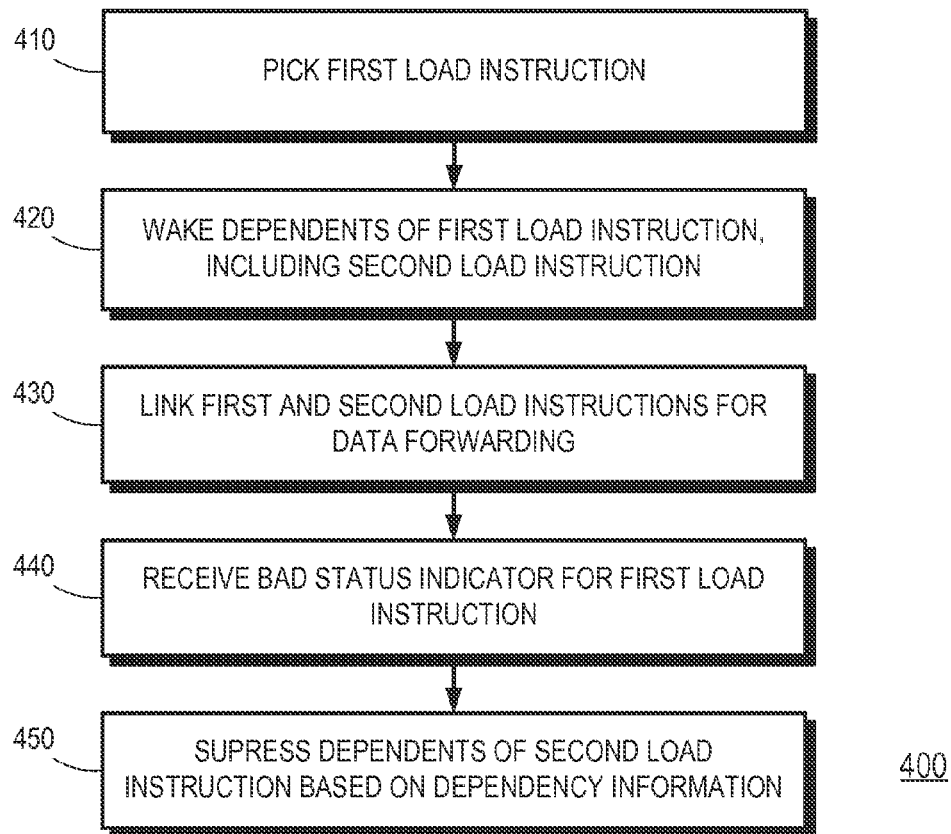 410
PICK FIRST LOAD INSTRUCTION
420
WAKE DEPENDENTS OF FIRST LOAD INSTRUCTION,
INCLUDING SECOND LOAD INSTRUCTION
430
LINK FIRST AND SECOND LOAD INSTRUCTIONS FOR
DATA FORWARDING
440
RECEIVE BAD STATUS INDICATOR FOR FIRST LOAD
INSTRUCTION
450
SUPRESS DEPENDENTS OF SECOND LOAD
INSTRUCTION BASED ON DEPENDENCY INFORMATION
400